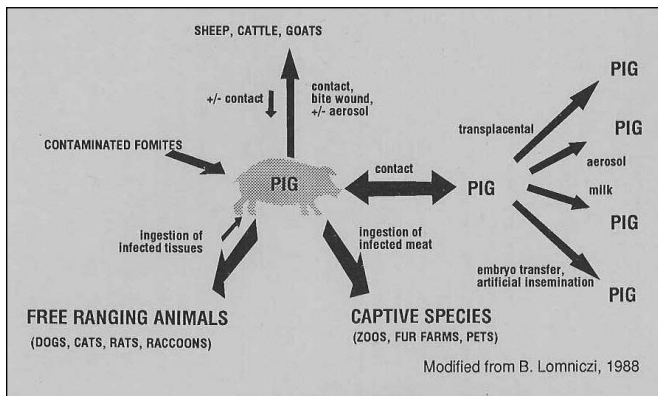 SHEEP, CATTLE, GOATS
+/- contact
contact,
bite wound,
+/- aerosol
CONTAMINATED FOMITES
PIG
contact
PIG
transplacental
PIG
PIG
aerosol
milk
PIG
embryo transfer,
artificial insemination
PIG
ingestion of
infected tissues
ingestion of
infected meat
FREE RANGING ANIMALS
(DOGS, CATS, RATS, RACCOONS)
CAPTIVE SPECIES
(ZOOS, FUR FARMS, PETS)
Modified from B. Lomniczi, 1988